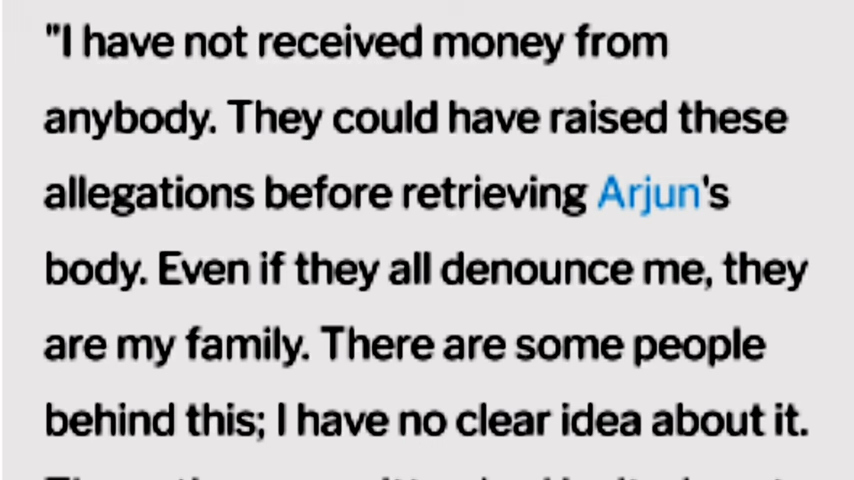 "I have not received money from
anybody. They could have raised these
allegations before retrieving Arjun's
body. Even if they all denounce me, they
are my family. There are some people
behind this; I have no clear idea about it.